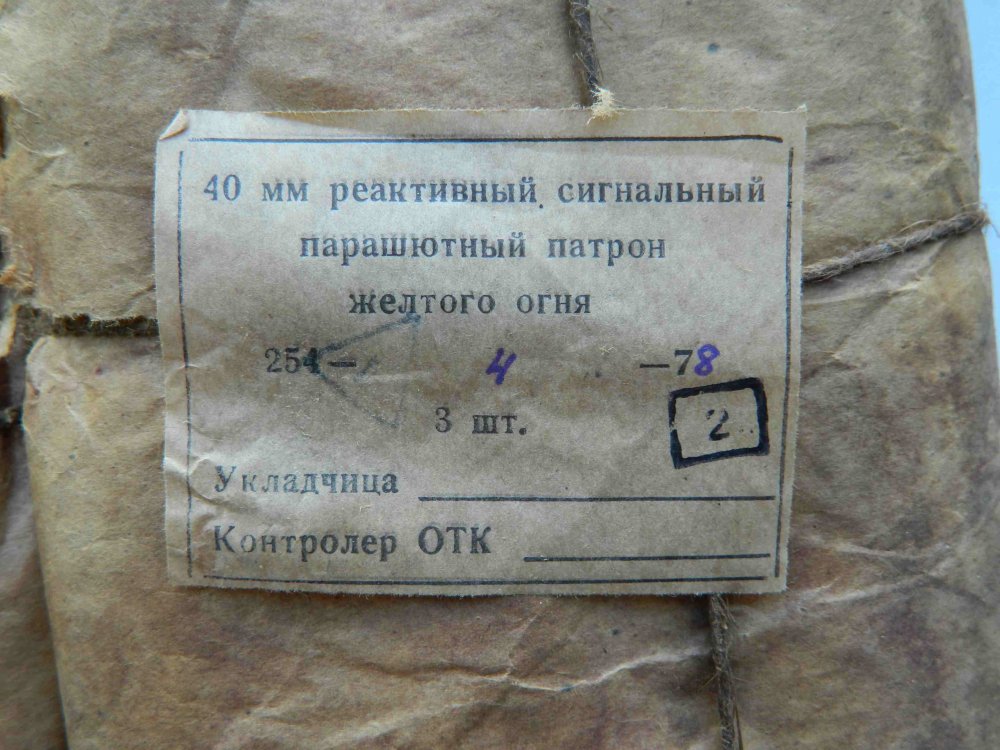 40 мм реактивный сигнальный
парашютный патрон
желтого огня
254— 4 —78
3 шт.
2
Укладчица
Контролер ОТК